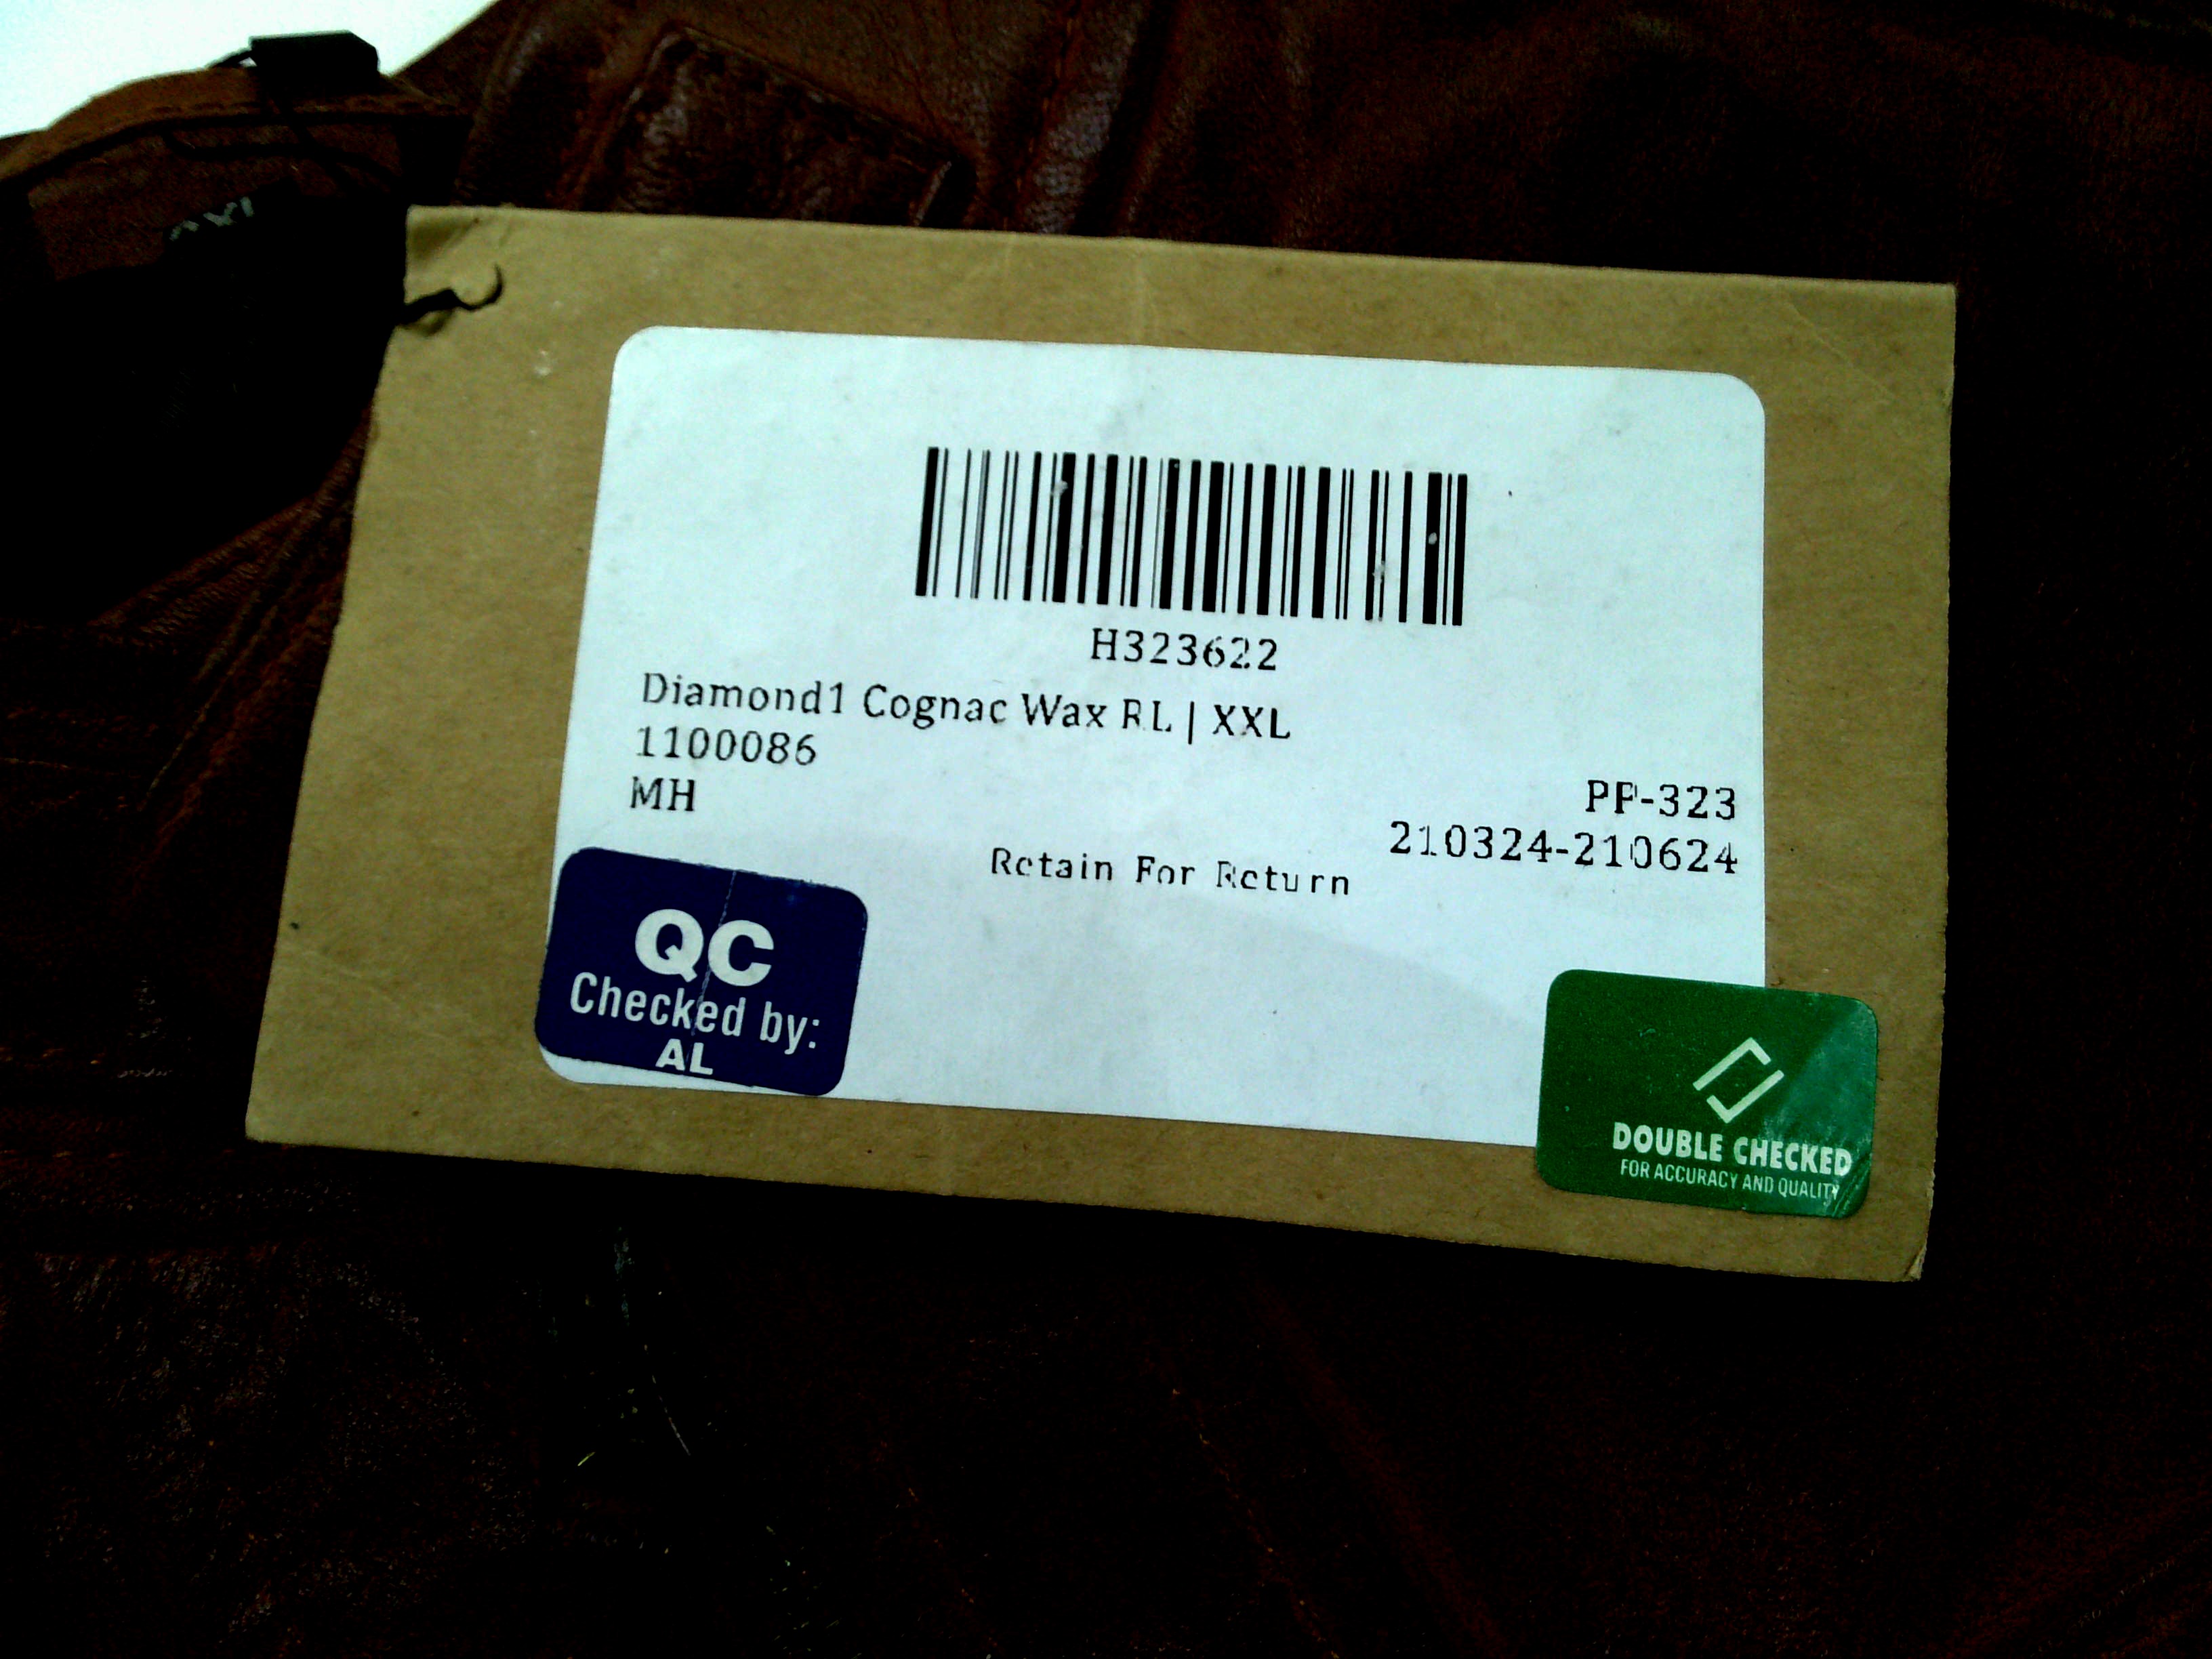 H323622
Diamond1 Cognac Wax RL | XXL
1100086
MH
PP-323
210324-210624
Retain For Return
QC
Checked by:
AL
DOUBLE CHECKED
FOR ACCURACY AND QUALITY